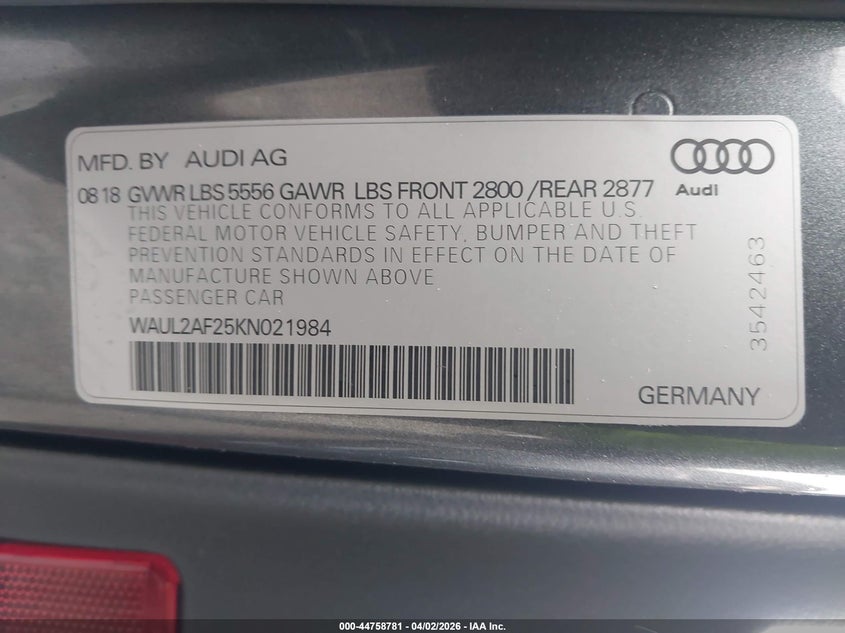 MFD. BY AUDI AG
Audi
08 18 GVWR LBS 5556 GAWR LBS FRONT 2800 /REAR 2877
THIS VEHICLE CONFORMS TO ALL APPLICABLE U.S.
FEDERAL MOTOR VEHICLE SAFETY, BUMPER AND THEFT
PREVENTION STANDARDS IN EFFECT ON THE DATE OF
MANUFACTURE SHOWN ABOVE
PASSENGER CAR
WAUL2AF25KN021984
3542463
GERMANY
000-44758781 - 04/02/2026 - IAA Inc.